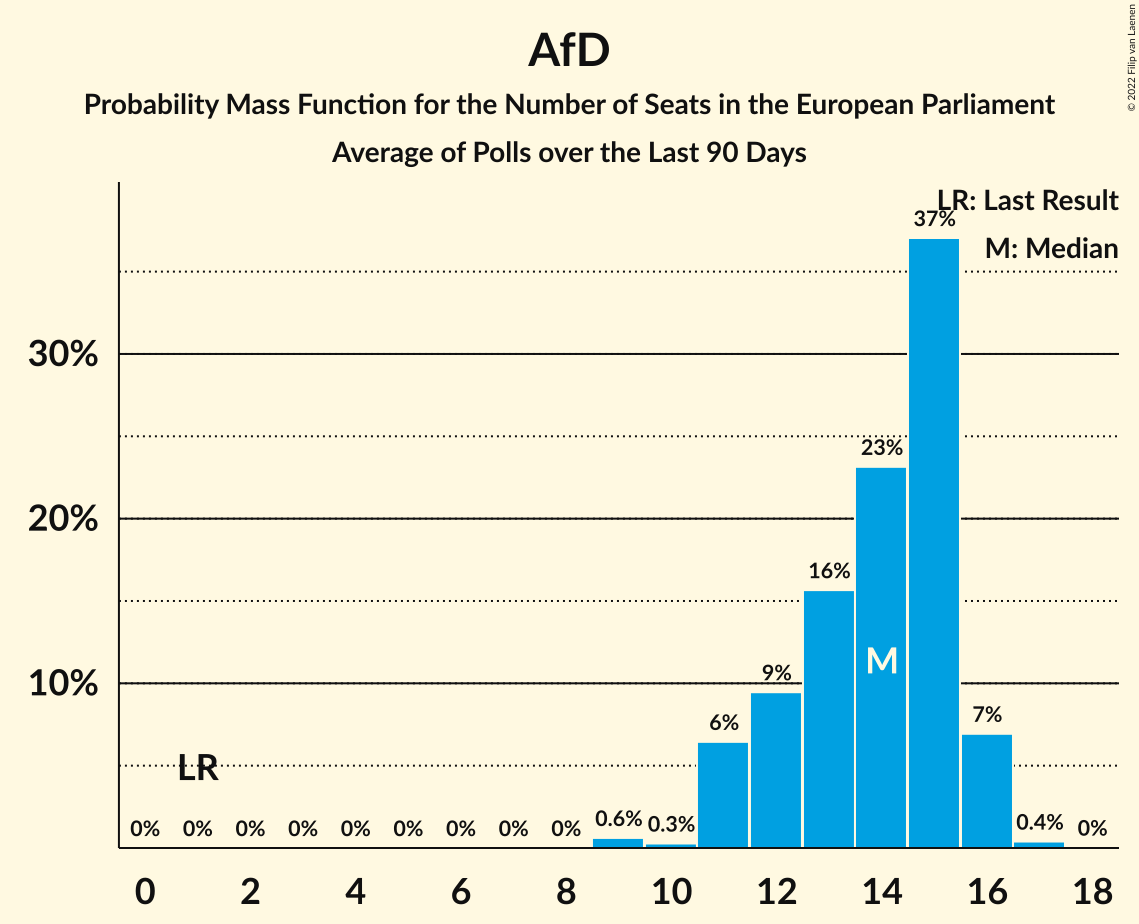 AfD
Probability Mass Function for the Number of Seats in the European Parliament
Average of Polls over the Last 90 Days
© 2022 Filip van Laenen
LR: Last Result
M: Median
37%
30%
23%
20%
16%
M
10%
9%
6%
7%
LR
0% 0% 0% 0% 0% 0% 0% 0% 0% 0.6% 0.3% 0.4% 0%
0 2 4 6 8 10 12 14 16 18